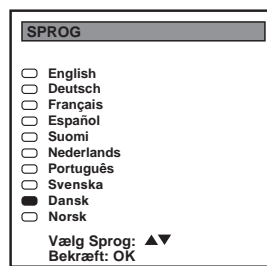 SPROG
English
Deutsch
Français
Español
Suomi
Nederlands
Português
Svenska
Dansk
Norsk
Vælg Sprog: ▲▼
Bekræft: OK